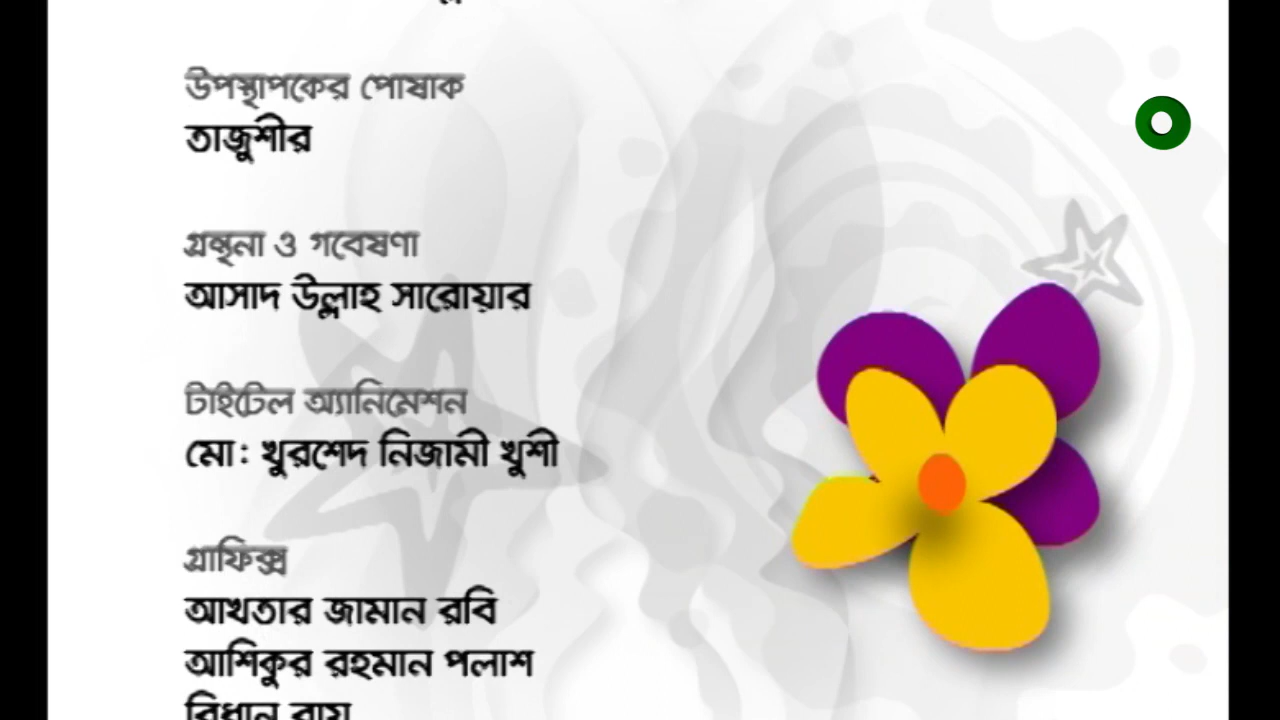 উপস্থাপকের পোষাক
তাজুশীর
গ্রন্থনা ও গবেষণা
আসাদ উল্লাহ সারোয়ার
টাইটেল অ্যানিমেশন
মো: খুরশেদ নিজামী খুশী
গ্রাফিক্স
আখতার জামান রবি
আশিকুর রহমান পলাশ
বিধান রায়